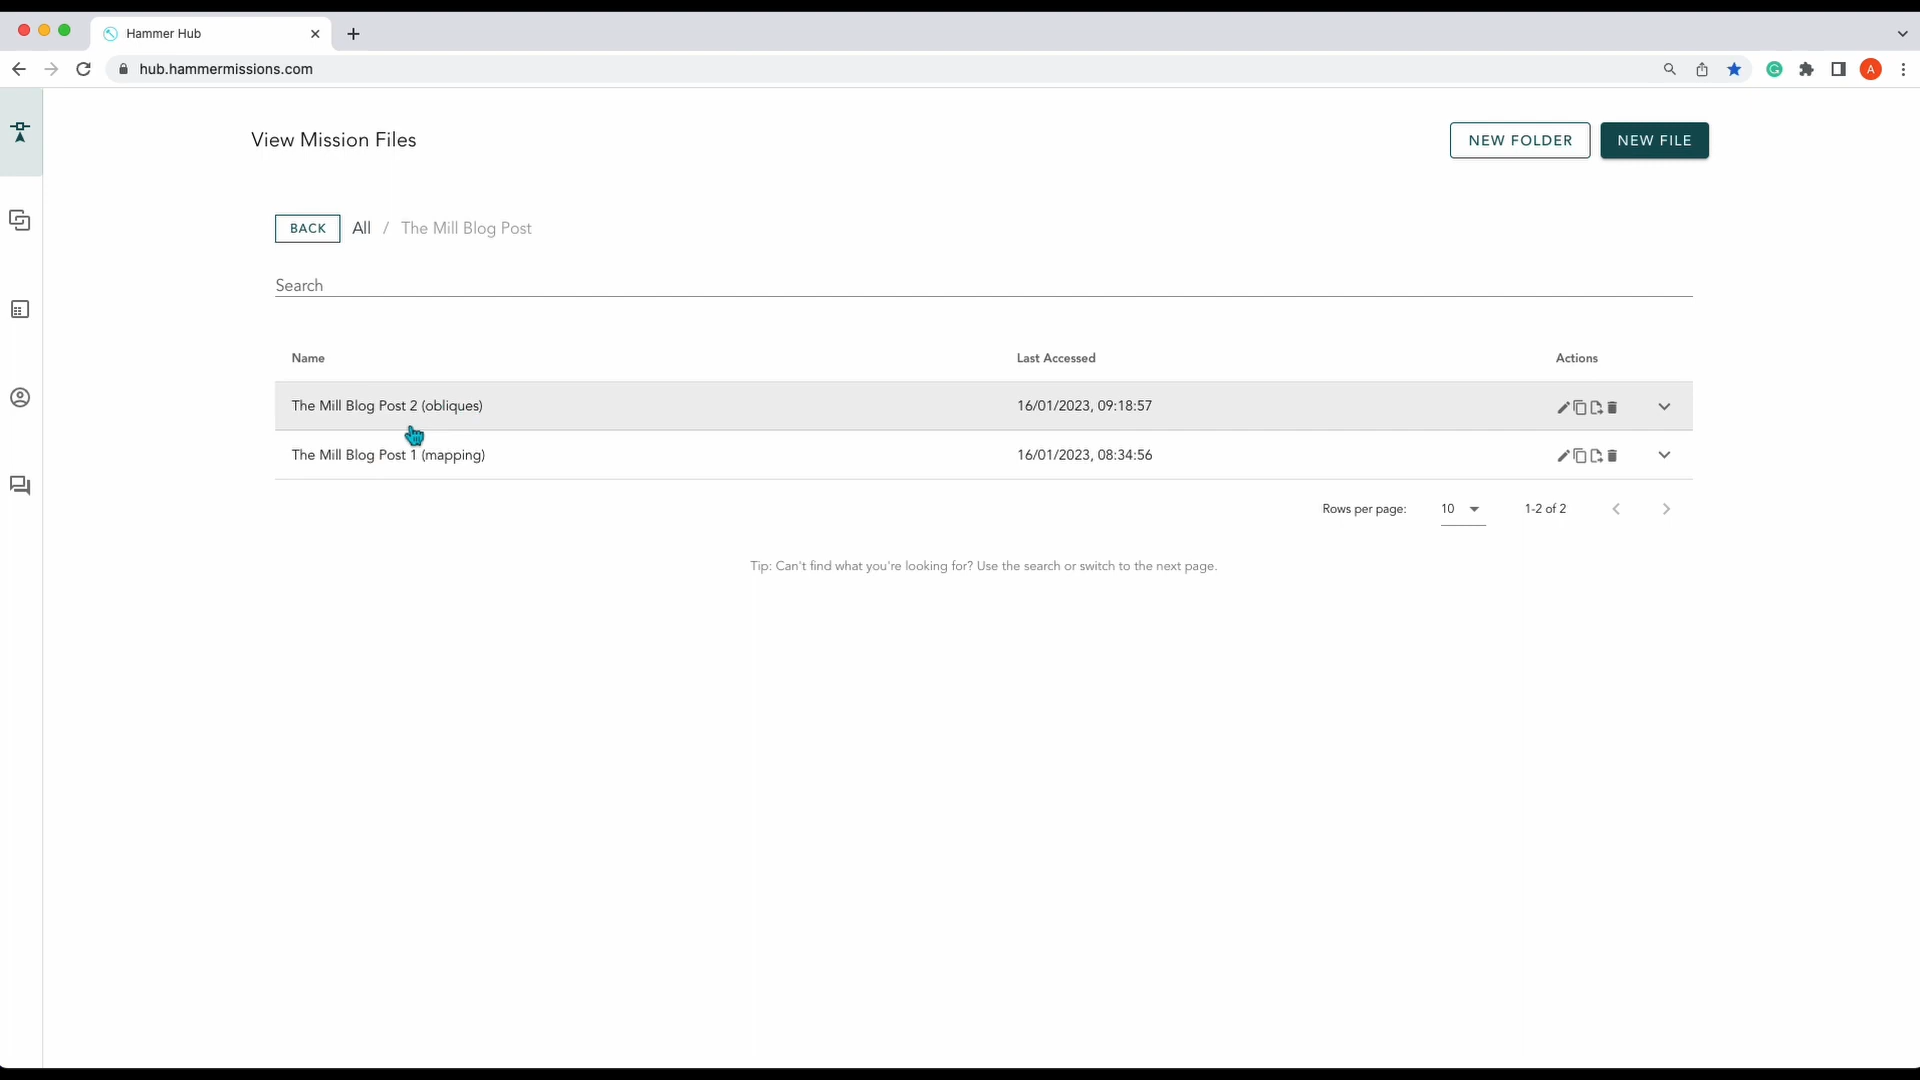 Hammer Hub
hub.hammermissions.com
A
View Mission Files
NEW FOLDER
NEW FILE
BACK All / The Mill Blog Post
Search
Name Last Accessed Actions
The Mill Blog Post 2 (obliques) 16/01/2023, 09:18:57
The Mill Blog Post 1 (mapping) 16/01/2023, 08:34:56
Rows per page: 10 1-2 of 2
Tip: Can't find what you're looking for? Use the search or switch to the next page.